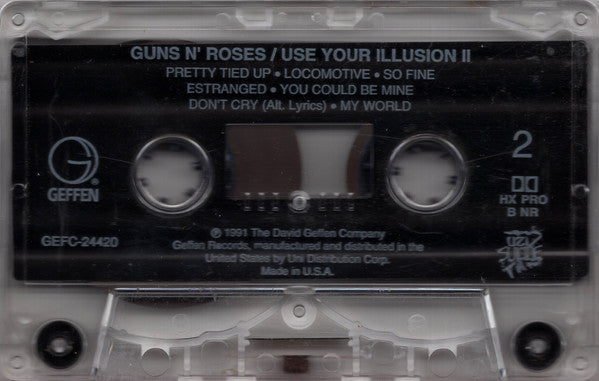 GUNS N' ROSES / USE YOUR ILLUSION II
PRETTY TIED UP • LOCOMOTIVE • SO FINE
ESTRANGED • YOU COULD BE MINE
DON'T CRY (Alt. Lyrics) • MY WORLD
GEFFEN ®
GEFC-24420
2
HX PRO
B NR
℗ 1991 The David Geffen Company
Geffen Records, manufactured and distributed in the
United States by Uni Distribution Corp.
Made in U.S.A.
UZI